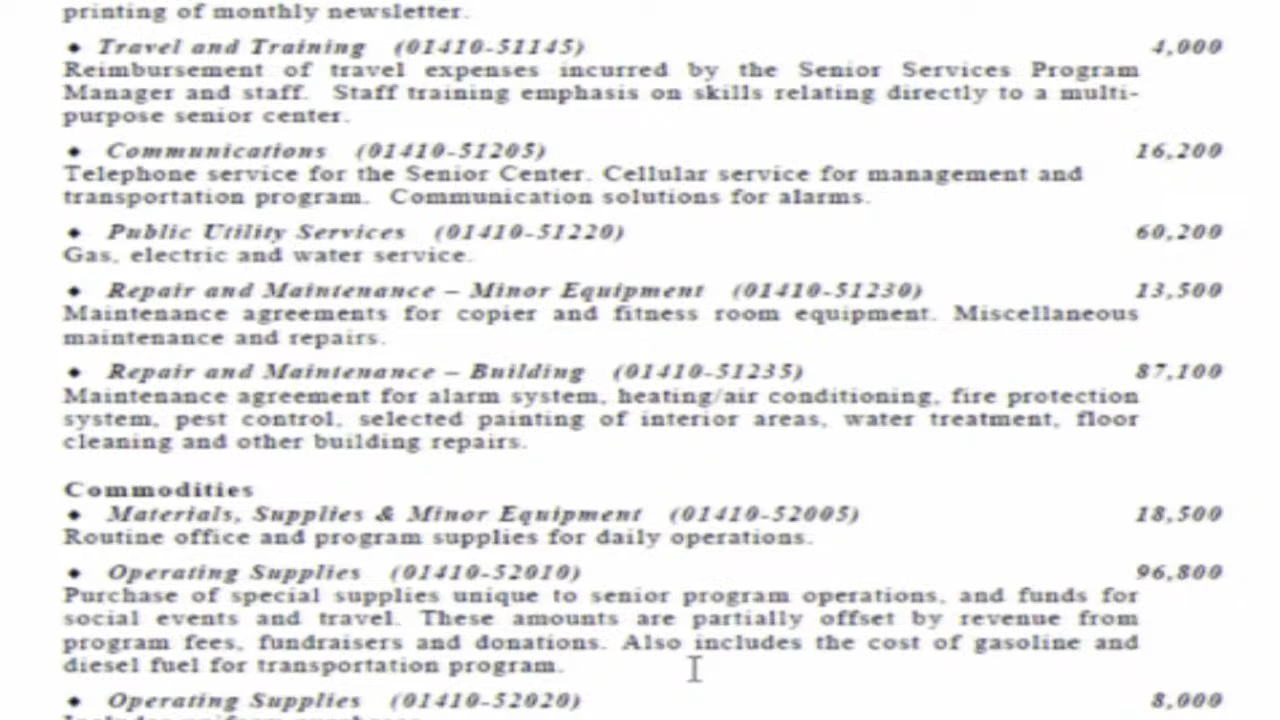 printing of monthly newsletter.
◆ Travel and Training (01410-51145) 4,000
Reimbursement of travel expenses incurred by the Senior Services Program
Manager and staff. Staff training emphasis on skills relating directly to a multi-
purpose senior center.
◆ Communications (01410-51205) 16,200
Telephone service for the Senior Center. Cellular service for management and
transportation program. Communication solutions for alarms.
◆ Public Utility Services (01410-51220) 60,200
Gas, electric and water service.
◆ Repair and Maintenance – Minor Equipment (01410-51230) 13,500
Maintenance agreements for copier and fitness room equipment. Miscellaneous
maintenance and repairs.
◆ Repair and Maintenance – Building (01410-51235) 87,100
Maintenance agreement for alarm system, heating/air conditioning, fire protection
system, pest control, selected painting of interior areas, water treatment, floor
cleaning and other building repairs.
Commodities
◆ Materials, Supplies & Minor Equipment (01410-52005) 18,500
Routine office and program supplies for daily operations.
◆ Operating Supplies (01410-52010) 96,800
Purchase of special supplies unique to senior program operations, and funds for
social events and travel. These amounts are partially offset by revenue from
program fees, fundraisers and donations. Also includes the cost of gasoline and
diesel fuel for transportation program.
◆ Operating Supplies (01410-52020) 8,000
Includes uniform purchases